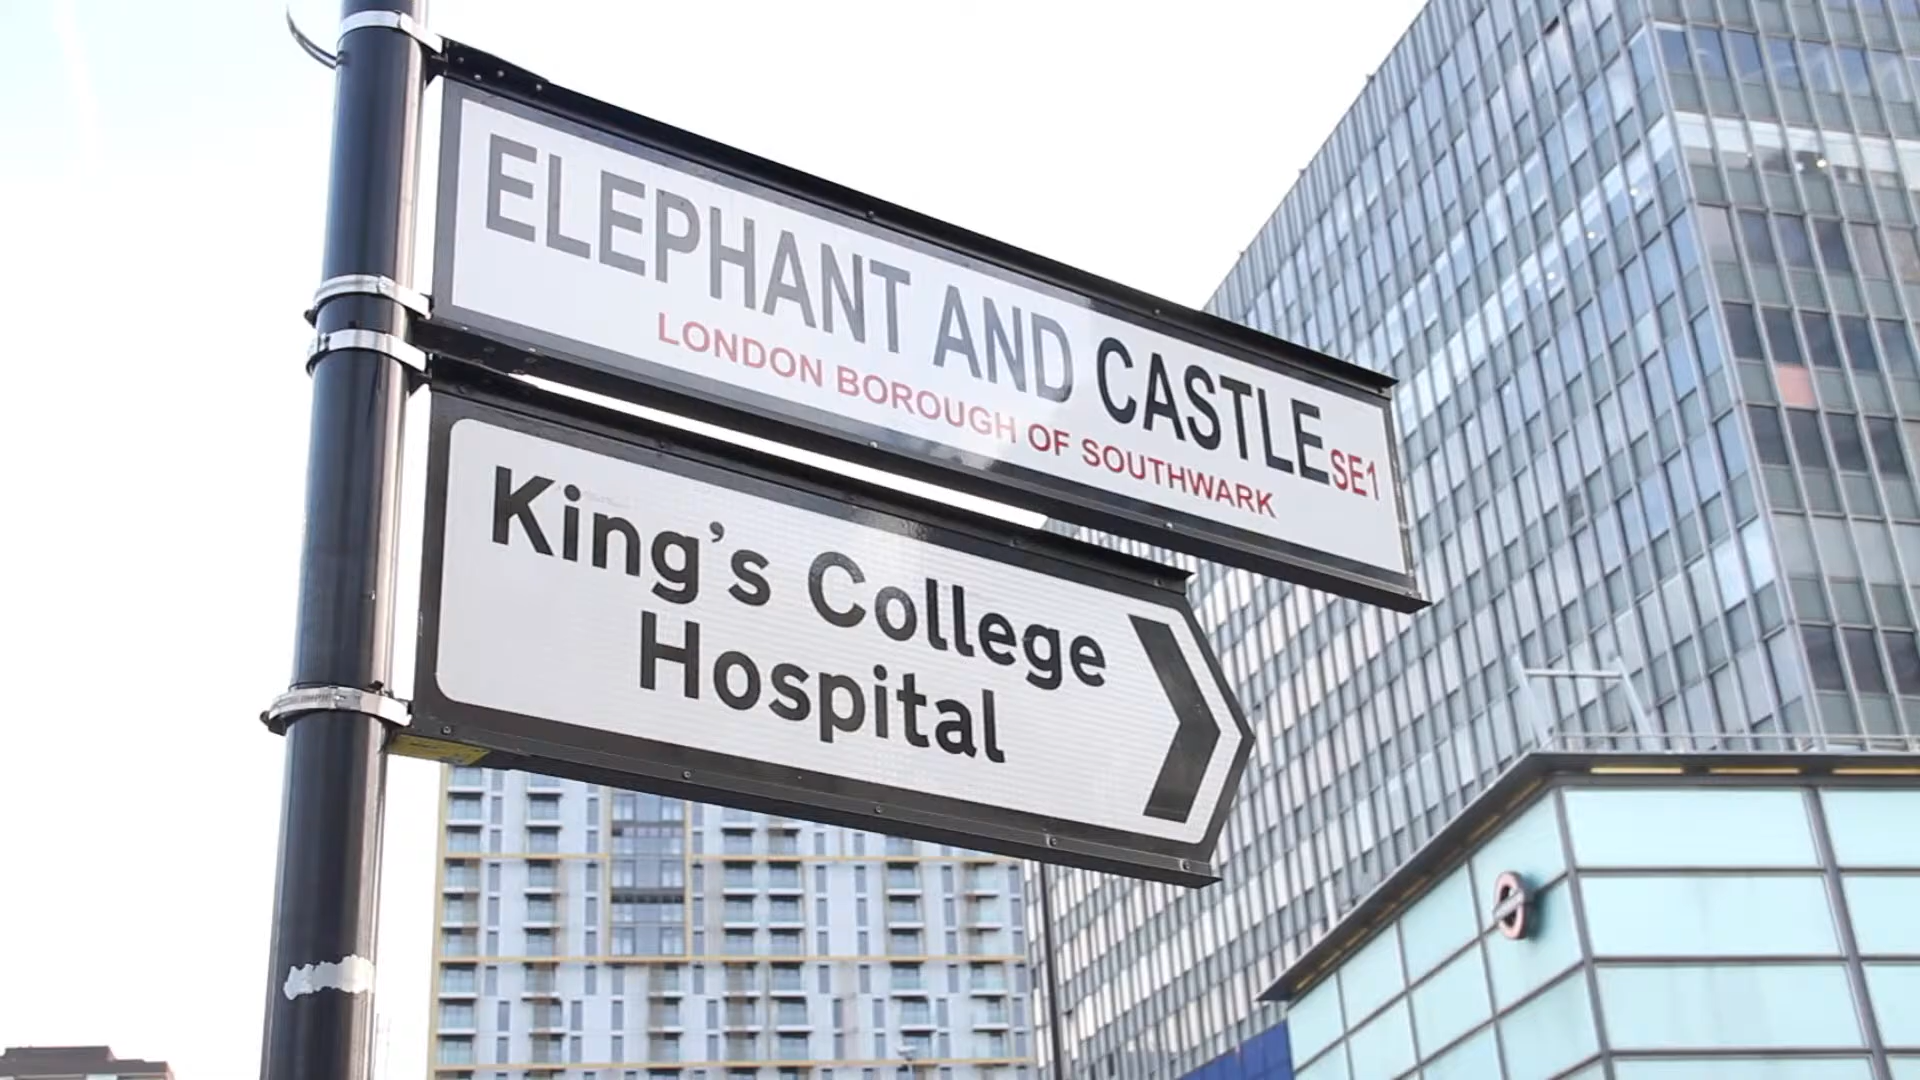 ELEPHANT AND CASTLE SE1
LONDON BOROUGH OF SOUTHWARK
King's College
Hospital